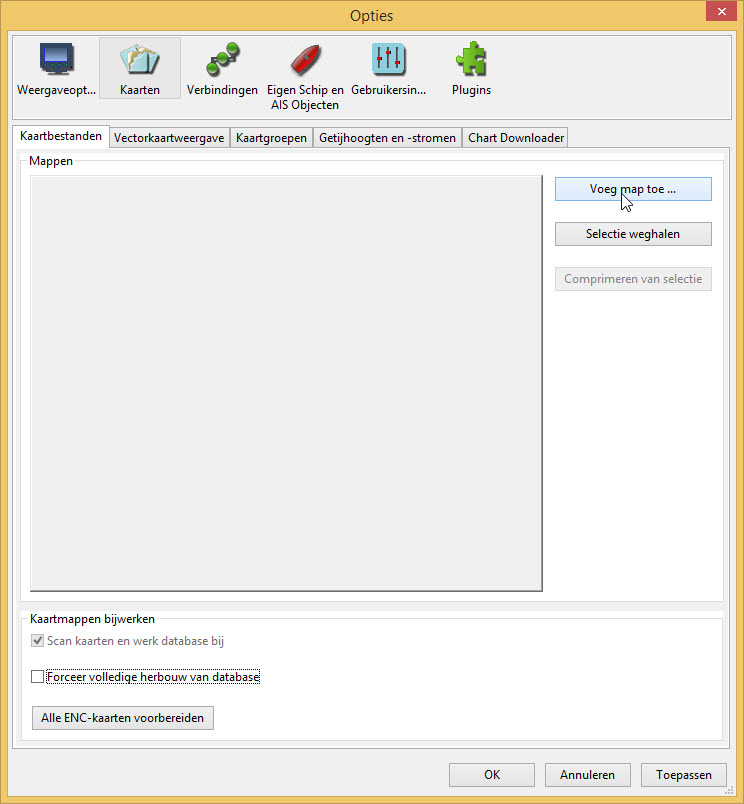 Opties
Weergaveopt...
Kaarten
Verbindingen
Eigen Schip en
AIS Objecten
Gebruikersin...
Plugins
Kaartbestanden
Vectorkaartweergave
Kaartgroepen
Getijhoogten en -stromen
Chart Downloader
Mappen
Voeg map toe ...
Selectie weghalen
Comprimeren van selectie
Kaartmappen bijwerken
Scan kaarten en werk database bij
Forceer volledige herbouw van database
Alle ENC-kaarten voorbereiden
OK
Annuleren
Toepassen